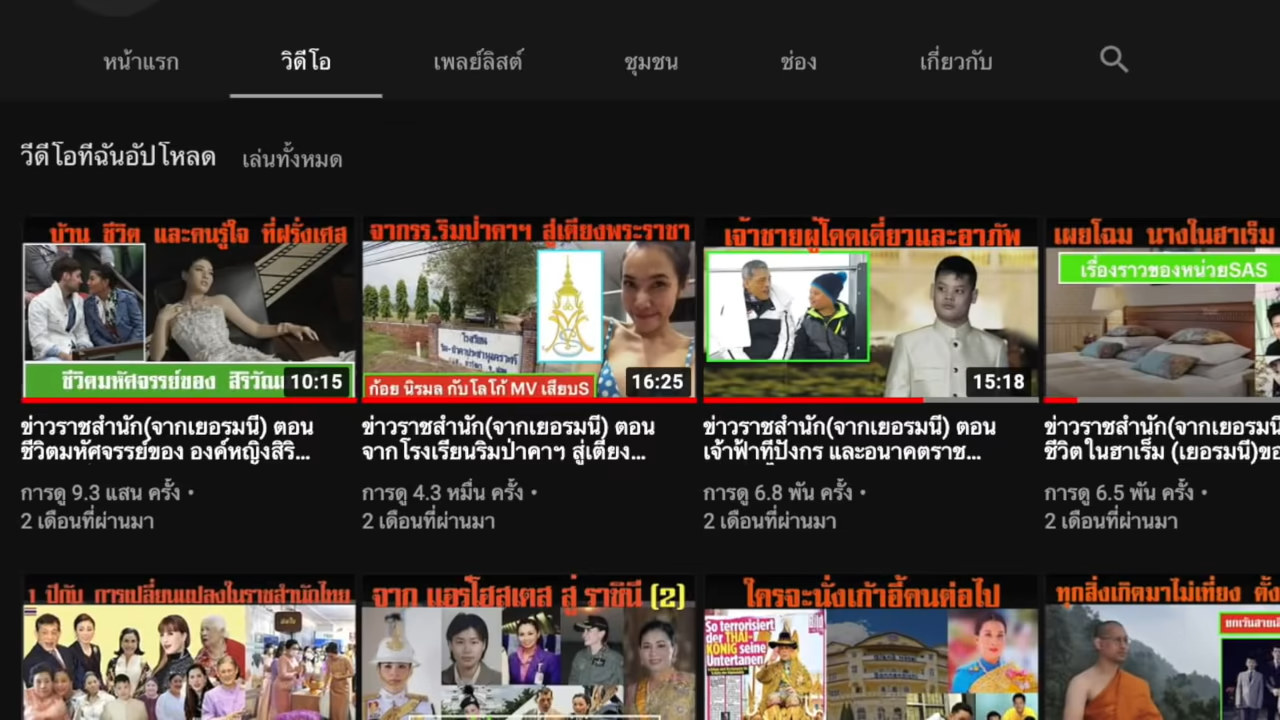 หน้าแรก
วิดีโอ
เพลย์ลิสต์
ชุมชน
ช่อง
เกี่ยวกับ
วีดีโอที่ฉันอัปโหลด
เล่นทั้งหมด
บ้าน ชีวิต และคนรู้ใจ ที่ฝรั่งเศส
ชีวิตมหัศจรรย์ของ
10:15
จากรร.ริมป่าคาฯ สู่เตียงพระราชา
โรงเรียน
ก้อย นิรมล กับโลโก้ MV เสียบS
16:25
เจ้าชายผู้โดดเดี่ยวและอาภัพ
15:18
เผยโฉม นางในฮาเร็ม
เรื่องราวของหน่วยSAS
ข่าวราชสำนัก(จากเยอรมนี) ตอน
ชีวิตมหัศจรรย์ของ องค์หญิงสิริ...
การดู 9.3 แสน ครั้ง •
2 เดือนที่ผ่านมา
ข่าวราชสำนัก(จากเยอรมนี) ตอน
จากโรงเรียนริมป่าคาฯ สู่เตียง...
การดู 4.3 หมื่น ครั้ง •
2 เดือนที่ผ่านมา
ข่าวราชสำนัก(จากเยอรมนี) ตอน
เจ้าฟ้าทีปังกร และอนาคตราช...
การดู 6.8 พัน ครั้ง •
2 เดือนที่ผ่านมา
ข่าวราชสำนัก(จากเยอรมนี
ชีวิตในฮาเร็ม (เยอรมนี)ขอ
การดู 6.5 พัน ครั้ง •
2 เดือนที่ผ่านมา
1 ปีกับ การเปลี่ยนแปลงในราชสำนักไทย
จาก แอร์โฮสเตส สู่ ราชินี (2)
ใครจะนั่งเก้าอี้คนต่อไป
So terrorisiert
der THAI-
KÖNIG seine
Untertanen
Bild
ทุกสิ่งเกิดมาไม่เที่ยง ตั้ง